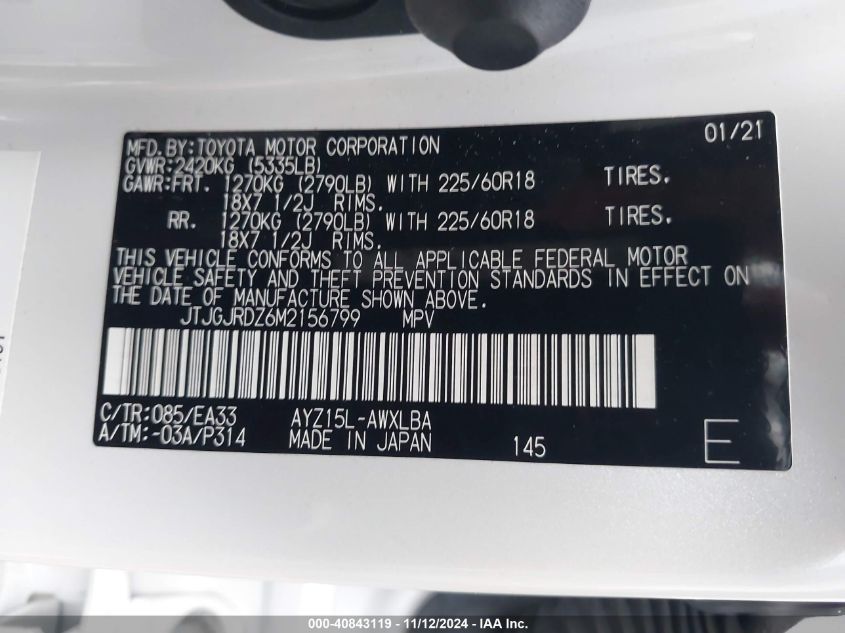 MFD.BY:TOYOTA MOTOR CORPORATION 01/21
GVWR:2420KG (5335LB)
GAWR:FRT. 1270KG (2790LB) WITH 225/60R18 TIRES.
18X7 1/2J RIMS.
RR. 1270KG (2790LB) WITH 225/60R18 TIRES.
18X7 1/2J RIMS.
THIS VEHICLE CONFORMS TO ALL APPLICABLE FEDERAL MOTOR
VEHICLE SAFETY AND THEFT PREVENTION STANDARDS IN EFFECT ON
THE DATE OF MANUFACTURE SHOWN ABOVE.
JTJGJRDZ6M2156799 MPV
C/TR:085/EA33 AYZ15L-AWXLBA
A/TM:-03A/P314 MADE IN JAPAN 145 E
000-40843119 - 11/12/2024 - IAA Inc.